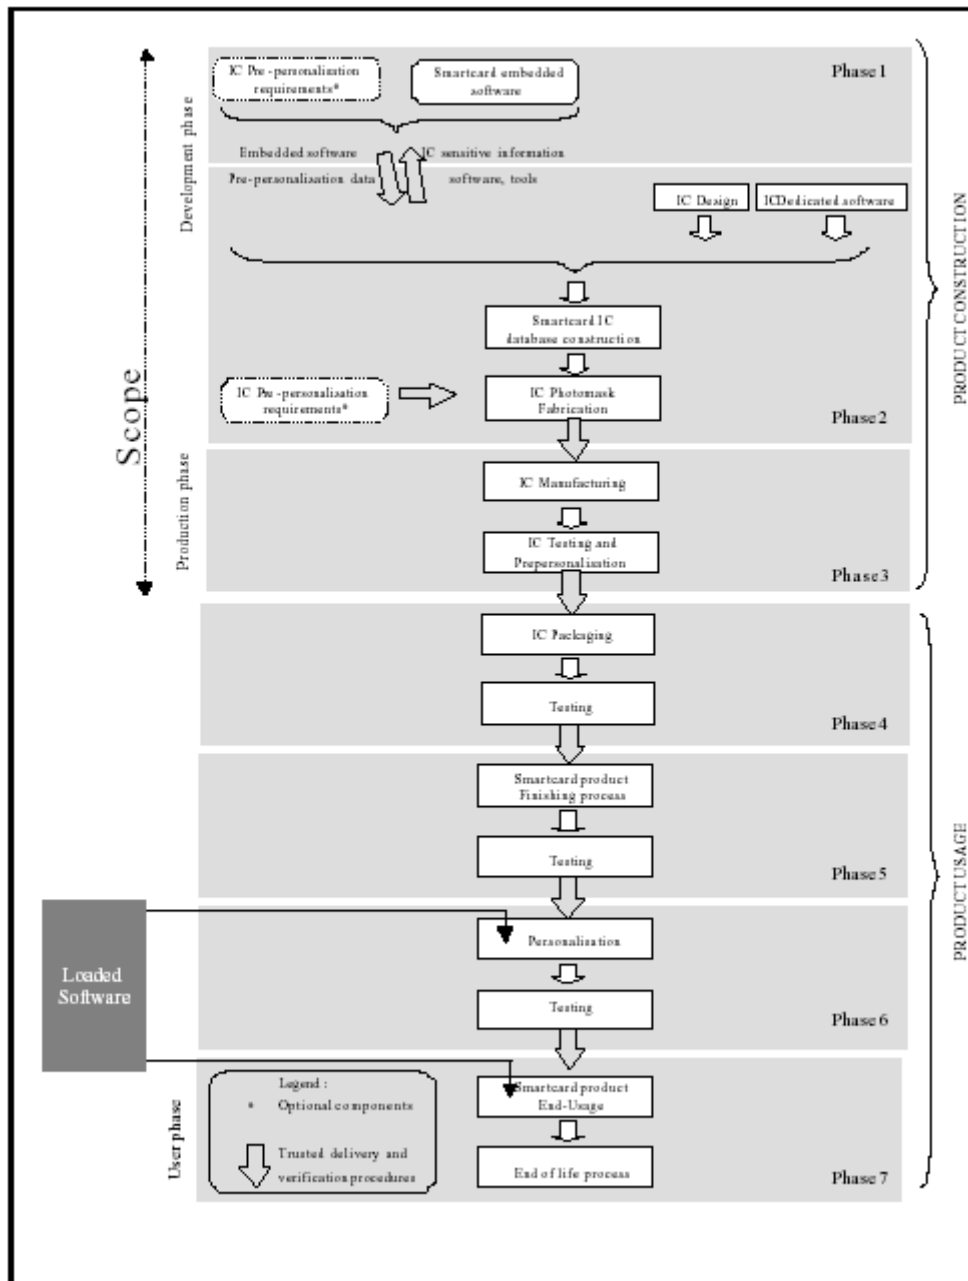 IC Pre-personalisation
requirements*
Smartcard embedded
software
Phase 1
Development phase
Embedded software
IC sensitive information
Pre-personalisation data
software, tools
IC Design
ICDedicated software
PRODUCT CONSTRUCTION
Smartcard IC
database construction
Scope
IC Pre-personalisation
requirements*
IC Photomask
Fabrication
Phase 2
Production phase
IC Manufacturing
IC Testing and
Prepersonalisation
Phase 3
IC Packaging
Testing
Phase 4
Smartcard product
Finishing process
Testing
Phase 5
PRODUCT USAGE
Loaded
Software
Personalisation
Testing
Phase 6
User phase
Legend :
* Optional components
Trusted delivery and
verification procedures
Smartcard product
End-Usage
End of life process
Phase 7